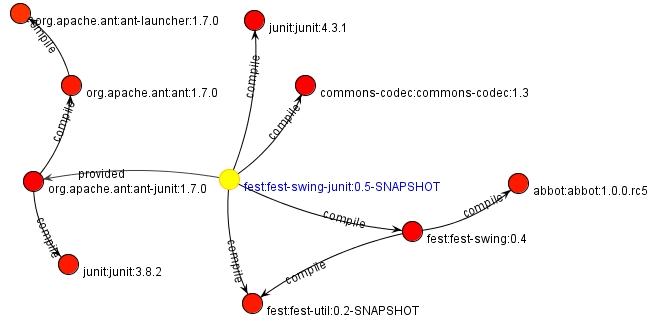 org.apache.ant:ant-launcher:1.7.0
junit:junit:4.3.1
compile
compile
org.apache.ant:ant:1.7.0
commons-codec:commons-codec:1.3
compile
compile
provided
org.apache.ant:ant-junit:1.7.0
fest:fest-swing-junit:0.5-SNAPSHOT
abbot:abbot:1.0.0.rc5
compile
compile
compile
fest:fest-swing:0.4
compile
junit:junit:3.8.2
compile
fest:fest-util:0.2-SNAPSHOT